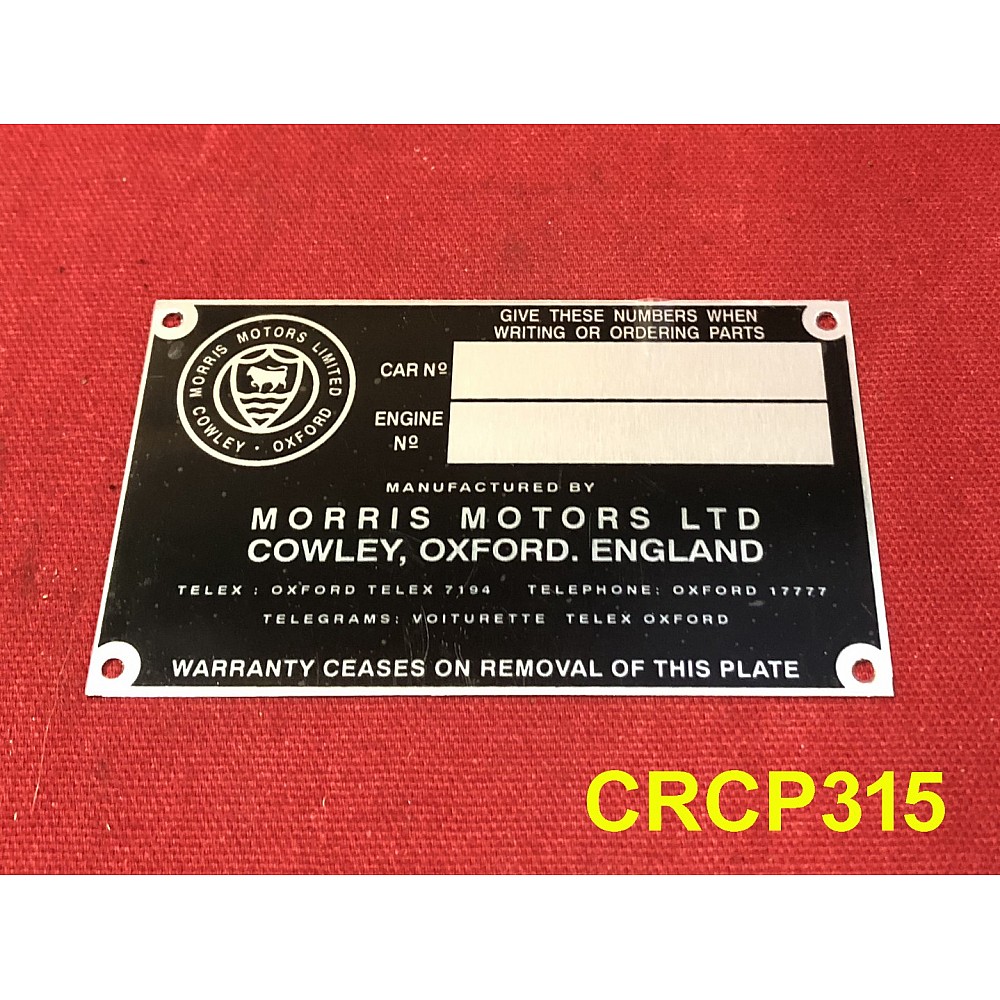 GIVE THESE NUMBERS WHEN
WRITING OR ORDERING PARTS
MORRIS MOTORS LIMITED
COWLEY · OXFORD
CAR Nº
ENGINE
Nº
MANUFACTURED BY
MORRIS MOTORS LTD
COWLEY, OXFORD. ENGLAND
TELEX : OXFORD TELEX 7194 TELEPHONE: OXFORD 17777
TELEGRAMS: VOITURETTE TELEX OXFORD
WARRANTY CEASES ON REMOVAL OF THIS PLATE
CRCP315